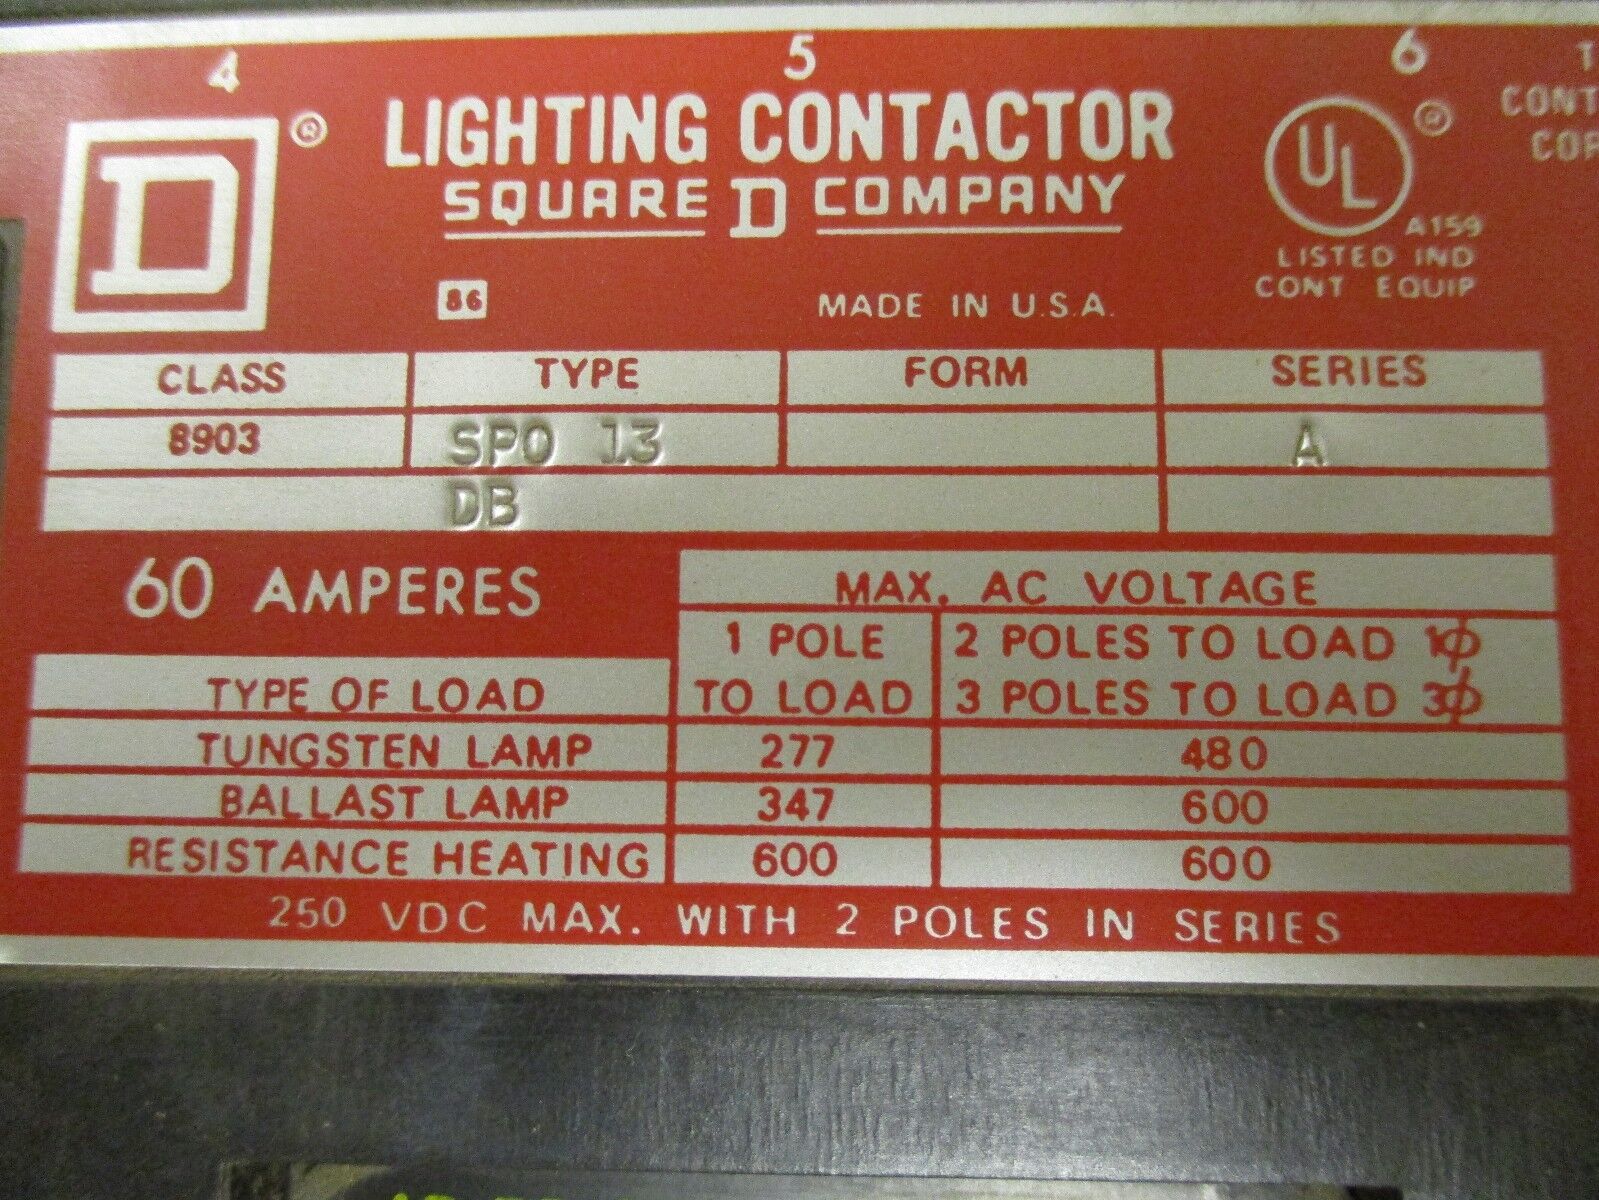 4 5 6
D ® LIGHTING CONTACTOR
SQUARE D COMPANY
UL ®
A159
LISTED IND
CONT EQUIP
86 MADE IN U.S.A.
CLASS TYPE FORM SERIES
8903 SPO 13 A
DB
60 AMPERES
MAX. AC VOLTAGE
1 POLE 2 POLES TO LOAD 1ϕ
TYPE OF LOAD TO LOAD 3 POLES TO LOAD 3ϕ
TUNGSTEN LAMP 277 480
BALLAST LAMP 347 600
RESISTANCE HEATING 600 600
250 VDC MAX. WITH 2 POLES IN SERIES